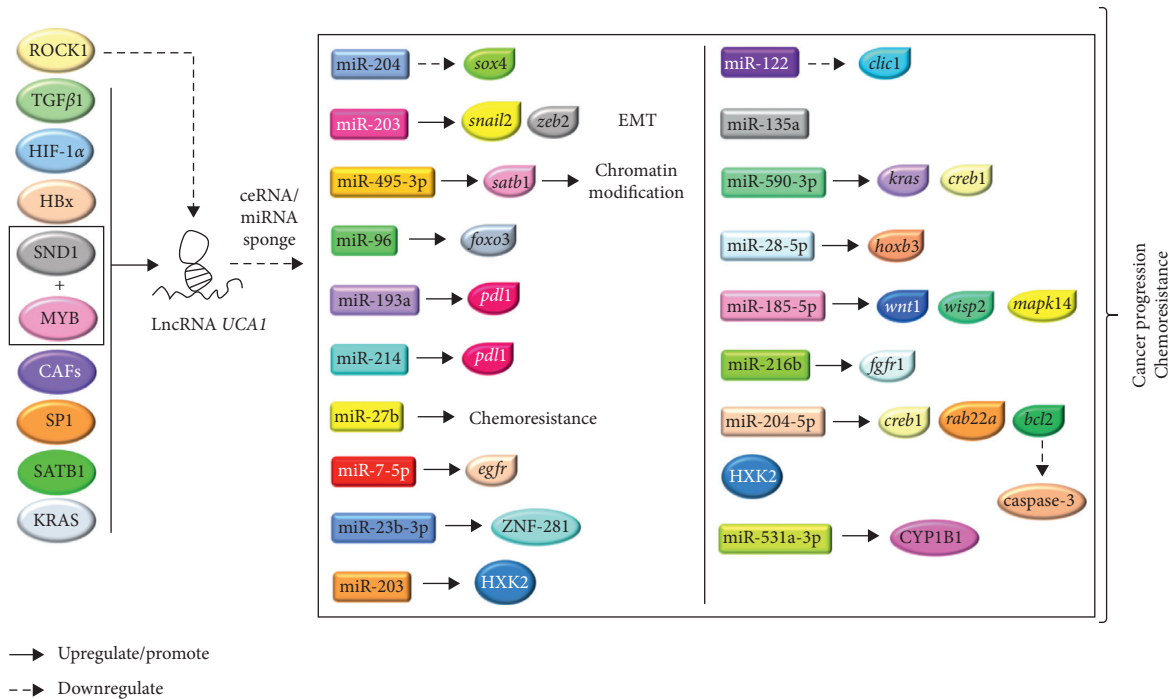 ROCK1
TGFβ1
HIF-1α
HBx
SND1
+
MYB
CAFs
SP1
SATB1
KRAS
LncRNA UCA1
ceRNA/
miRNA
sponge
miR-204 sox4
miR-203 snail2 zeb2 EMT
miR-495-3p satb1 Chromatin
modification
miR-96 foxo3
miR-193a pdl1
miR-214 pdl1
miR-27b Chemoresistance
miR-7-5p egfr
miR-23b-3p ZNF-281
miR-203 HXK2
miR-122 clic1
miR-135a
miR-590-3p kras creb1
miR-28-5p hoxb3
miR-185-5p wnt1 wisp2 mapk14
miR-216b fgfr1
miR-204-5p creb1 rab22a bcl2
HXK2
caspase-3
miR-531a-3p CYP1B1
Cancer progression
Chemoresistance
Upregulate/promote
Downregulate